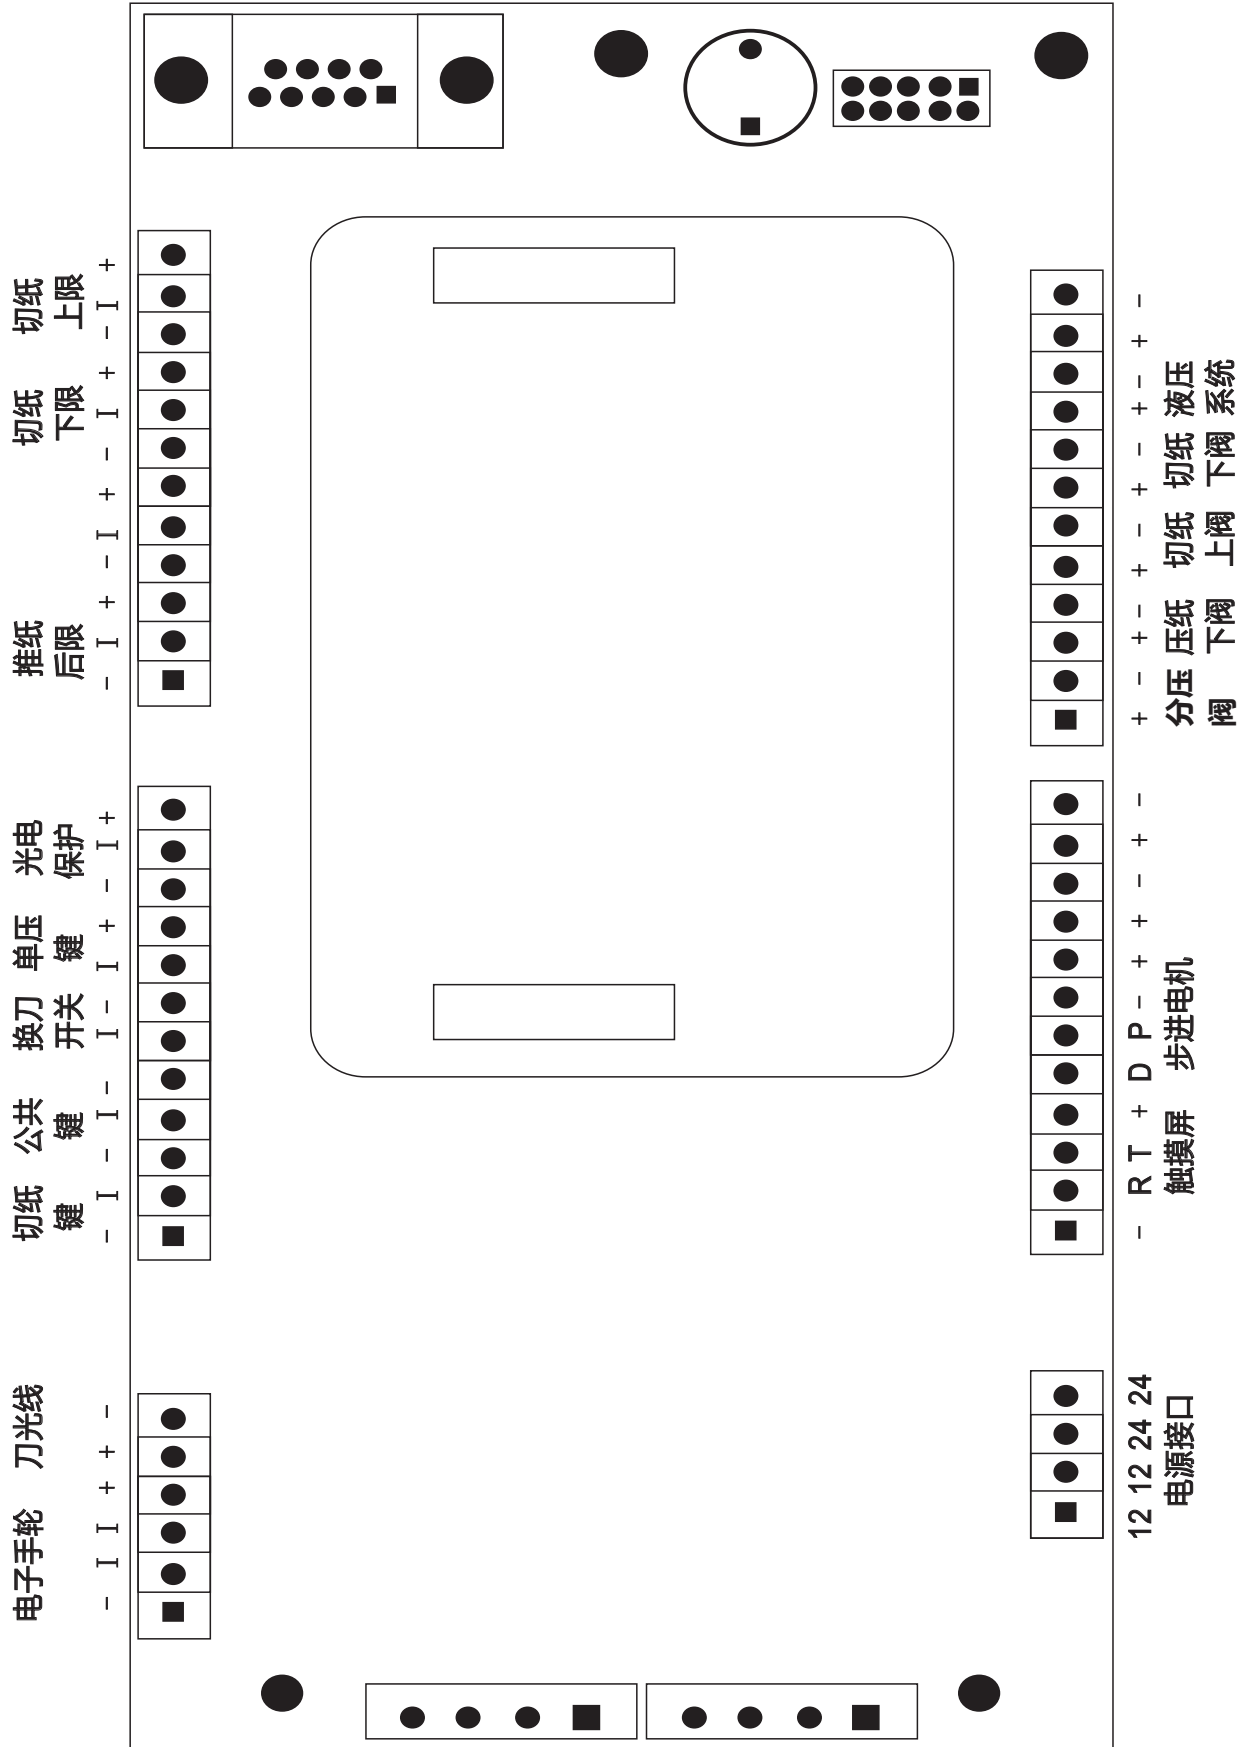 电子手轮 刀光线 切纸 公共 换刀 单压 光电 推纸 切纸 切纸
键 键 开关 键 保护 后限 下限 上限
- I I + + - - I - I - I - I + - I + - I + - I + - I + - I +
12 12 24 24 - R T + D P - + + - + - + - + - + - + - + - + -
电源接口 触摸屏 步进电机 分压 压纸 切纸 切纸 液压
阀 下阀 上阀 下阀 系统